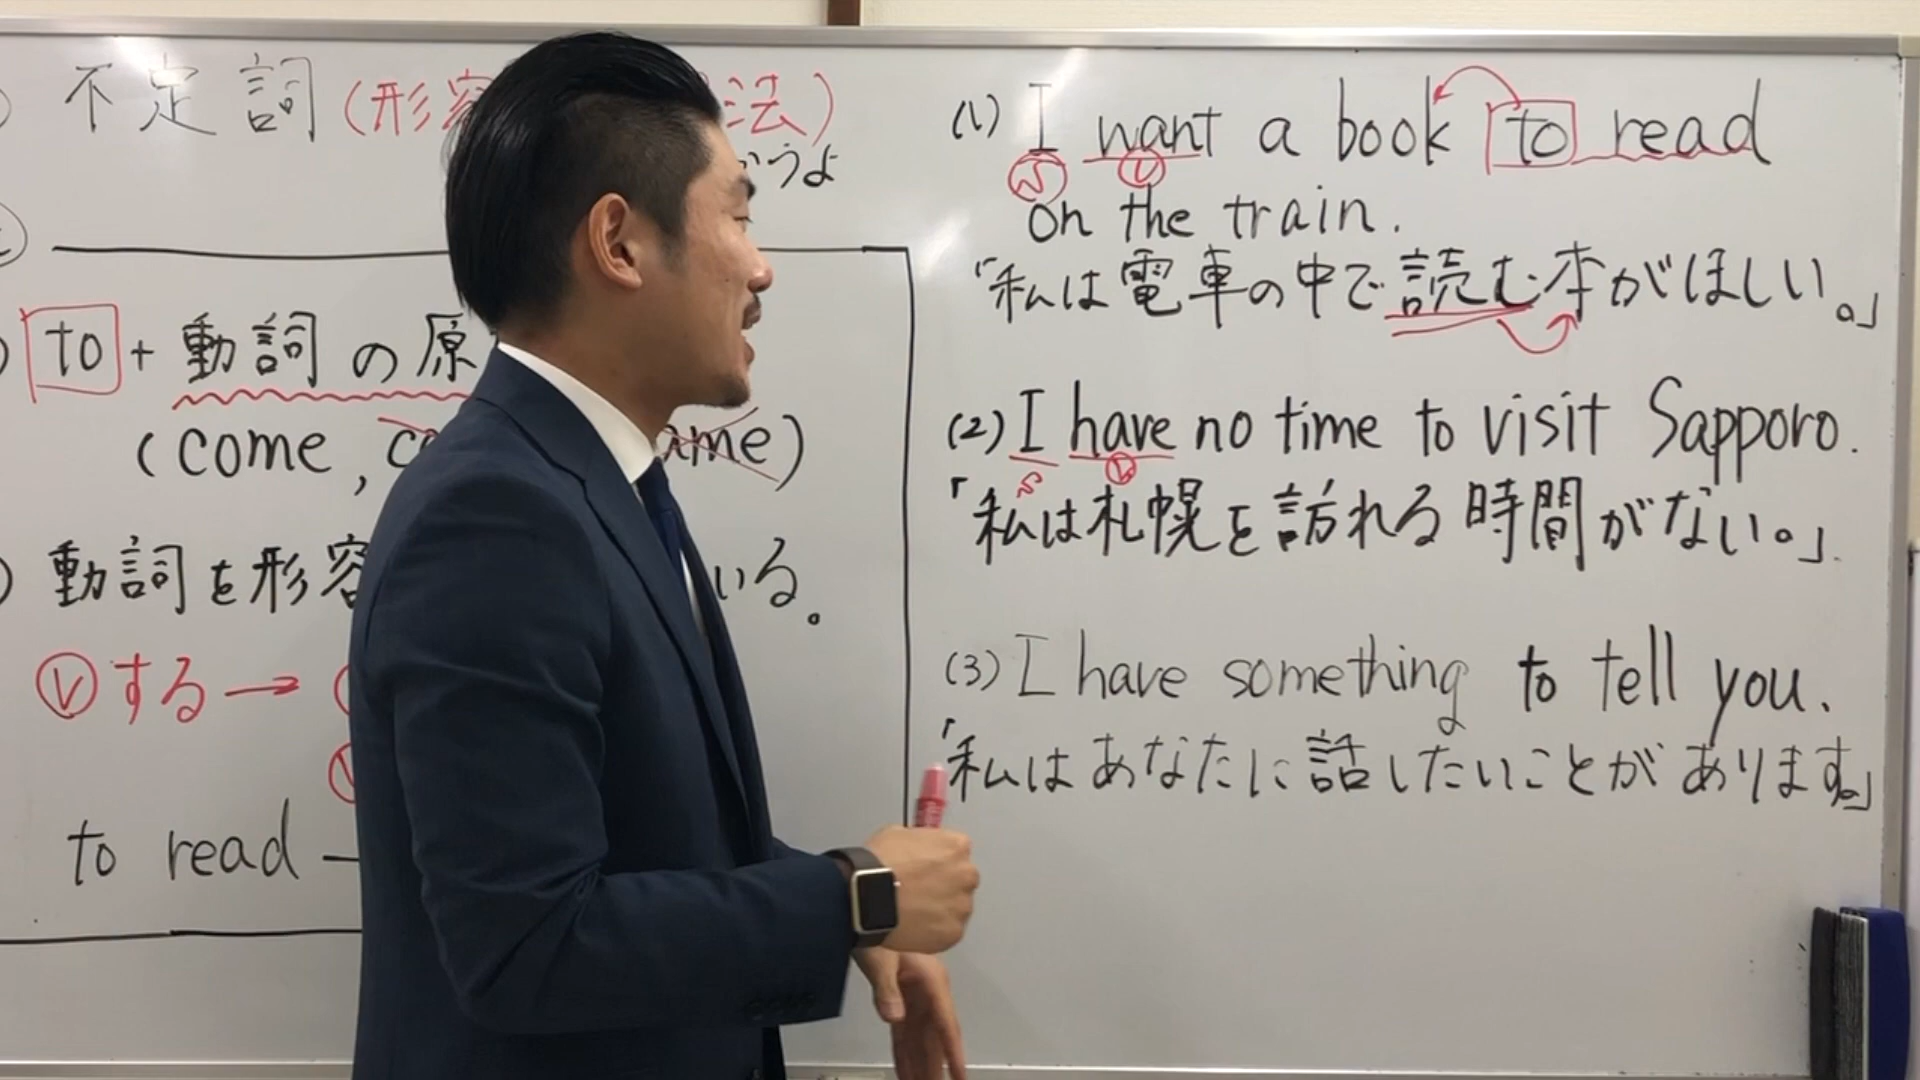 不定詞(形容 法)
うよ
to + 動詞の原
(come,
ame)
動詞を形容 いる。
Vする→
V
to read –
(1) I want a book to read
S V
on the train.
「私は電車の中で読む本がほしい。」
(2) I have no time to visit Sapporo.
S V
「私は札幌を訪れる時間がない。」
(3) I have something to tell you.
「私はあなたに話したいことがあります。」